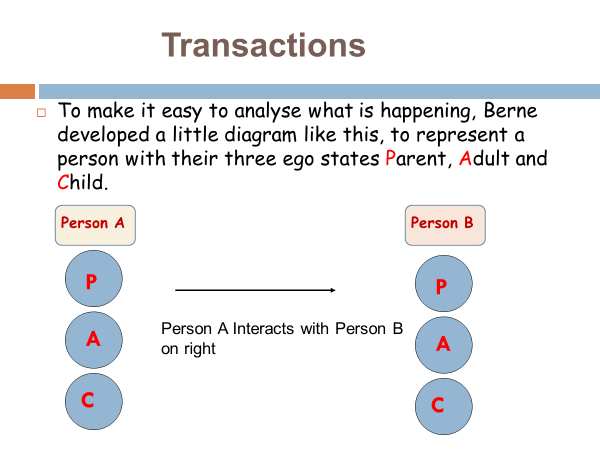 Transactions
To make it easy to analyse what is happening, Berne
developed a little diagram like this, to represent a
person with their three ego states Parent, Adult and
Child.
Person A
Person B
P
P
Person A Interacts with Person B
on right
A
A
C
C